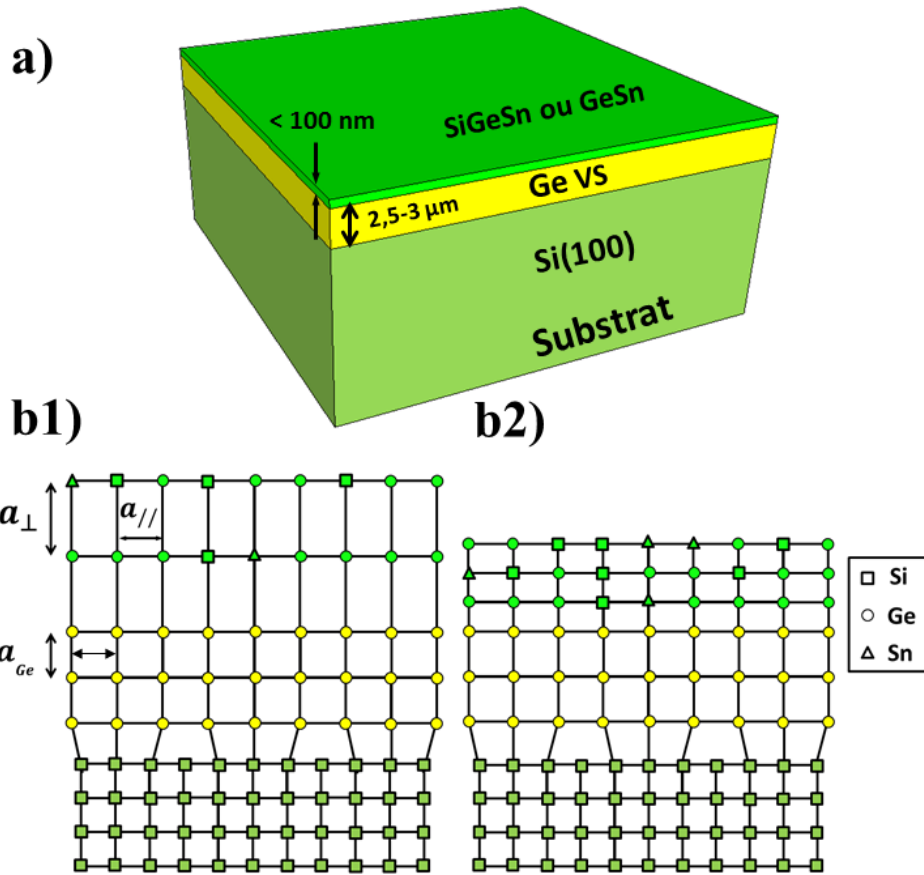 a)
< 100 nm
SiGeSn ou GeSn
Ge VS
2,5-3 µm
Si(100)
Substrat
b1)
b2)
a⊥
a//
aGe
Si
Ge
Sn